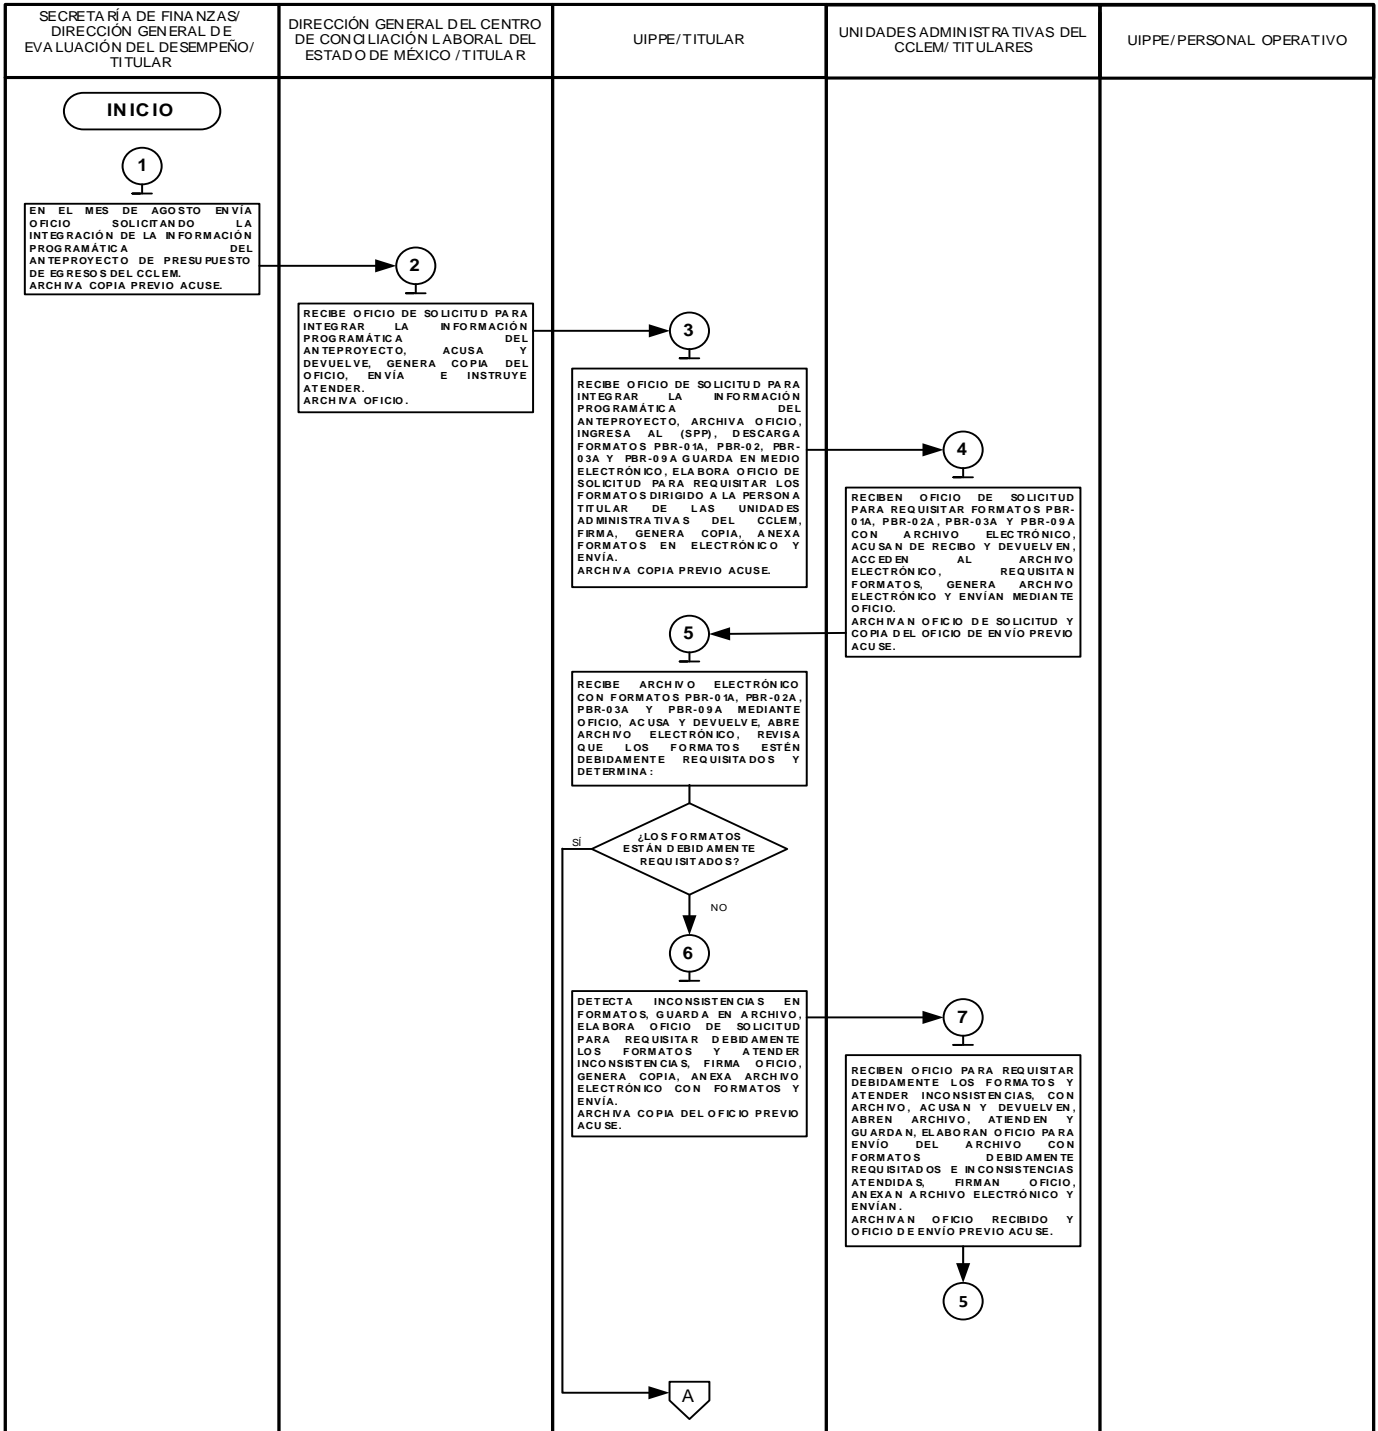 SECRETARÍA DE FINANZAS/
DIRECCIÓN GENERAL DE
EVALUACIÓN DEL DESEMPEÑO/
TITULAR
DIRECCIÓN GENERAL DEL CENTRO
DE CONCILIACIÓN LABORAL DEL
ESTADO DE MÉXICO /TITULAR
UIPPE/TITULAR
UNIDADES ADMINISTRATIVAS DEL
CCLEM/ TITULARES
UIPPE/PERSONAL OPERATIVO
INICIO
1
EN EL MES DE AGOSTO ENVÍA
OFICIO SOLICITANDO LA
INTEGRACIÓN DE LA INFORMACIÓN
PROGRAMÁTICA DEL
ANTEPROYECTO DE PRESUPUESTO
DE EGRESOS DEL CCLEM.
ARCHIVA COPIA PREVIO ACUSE.
2
RECIBE OFICIO DE SOLICITUD PARA
INTEGRAR LA INFORMACIÓN
PROGRAMÁTICA DEL
ANTEPROYECTO, ACUSA Y
DEVUELVE, GENERA COPIA DEL
OFICIO, ENVÍA E INSTRUYE
ATENDER.
ARCHIVA OFICIO.
3
RECIBE OFICIO DE SOLICITUD PARA
INTEGRAR LA INFORMACIÓN
PROGRAMÁTICA DEL
ANTEPROYECTO, ARCHIVA OFICIO,
INGRESA AL (SPP), DESCARGA
FORMATOS PBR-01A, PBR-02, PBR-
03A Y PBR-09A GUARDA EN MEDIO
ELECTRÓNICO, ELABORA OFICIO DE
SOLICITUD PARA REQUISITAR LOS
FORMATOS DIRIGIDO A LA PERSONA
TITULAR DE LAS UNIDADES
ADMINISTRATIVAS DEL CCLEM,
FIRMA, GENERA COPIA, ANEXA
FORMATOS EN ELECTRÓNICO Y
ENVÍA.
ARCHIVA COPIA PREVIO ACUSE.
4
RECIBEN OFICIO DE SOLICITUD
PARA REQUISITAR FORMATOS PBR-
01A, PBR-02A, PBR-03A Y PBR-09A
CON ARCHIVO ELECTRÓNICO,
ACUSAN DE RECIBO Y DEVUELVEN,
ACCEDEN AL ARCHIVO
ELECTRÓNICO, REQUISITAN
FORMATOS, GENERA ARCHIVO
ELECTRÓNICO Y ENVÍAN MEDIANTE
OFICIO.
ARCHIVAN OFICIO DE SOLICITUD Y
COPIA DEL OFICIO DE ENVÍO PREVIO
ACUSE.
5
RECIBE ARCHIVO ELECTRÓNICO
CON FORMATOS PBR-01A, PBR-02A,
PBR-03A Y PBR-09A MEDIANTE
OFICIO, ACUSA Y DEVUELVE, ABRE
ARCHIVO ELECTRÓNICO, REVISA
QUE LOS FORMATOS ESTÉN
DEBIDAMENTE REQUISITADOS Y
DETERMINA:
¿LOS FORMATOS
ESTÁN DEBIDAMENTE
REQUISITADOS?
SÍ
NO
6
DETECTA INCONSISTENCIAS EN
FORMATOS, GUARDA EN ARCHIVO,
ELABORA OFICIO DE SOLICITUD
PARA REQUISITAR DEBIDAMENTE
LOS FORMATOS Y ATENDER
INCONSISTENCIAS, FIRMA OFICIO,
GENERA COPIA, ANEXA ARCHIVO
ELECTRÓNICO CON FORMATOS Y
ENVÍA.
ARCHIVA COPIA DEL OFICIO PREVIO
ACUSE.
7
RECIBEN OFICIO PARA REQUISITAR
DEBIDAMENTE LOS FORMATOS Y
ATENDER INCONSISTENCIAS, CON
ARCHIVO, ACUSAN Y DEVUELVEN,
ABREN ARCHIVO, ATIENDEN Y
GUARDAN, ELABORAN OFICIO PARA
ENVÍO DEL ARCHIVO CON
FORMATOS DEBIDAMENTE
REQUISITADOS E INCONSISTENCIAS
ATENDIDAS, FIRMAN OFICIO,
ANEXAN ARCHIVO ELECTRÓNICO Y
ENVÍAN.
ARCHIVAN OFICIO RECIBIDO Y
OFICIO DE ENVÍO PREVIO ACUSE.
5
A